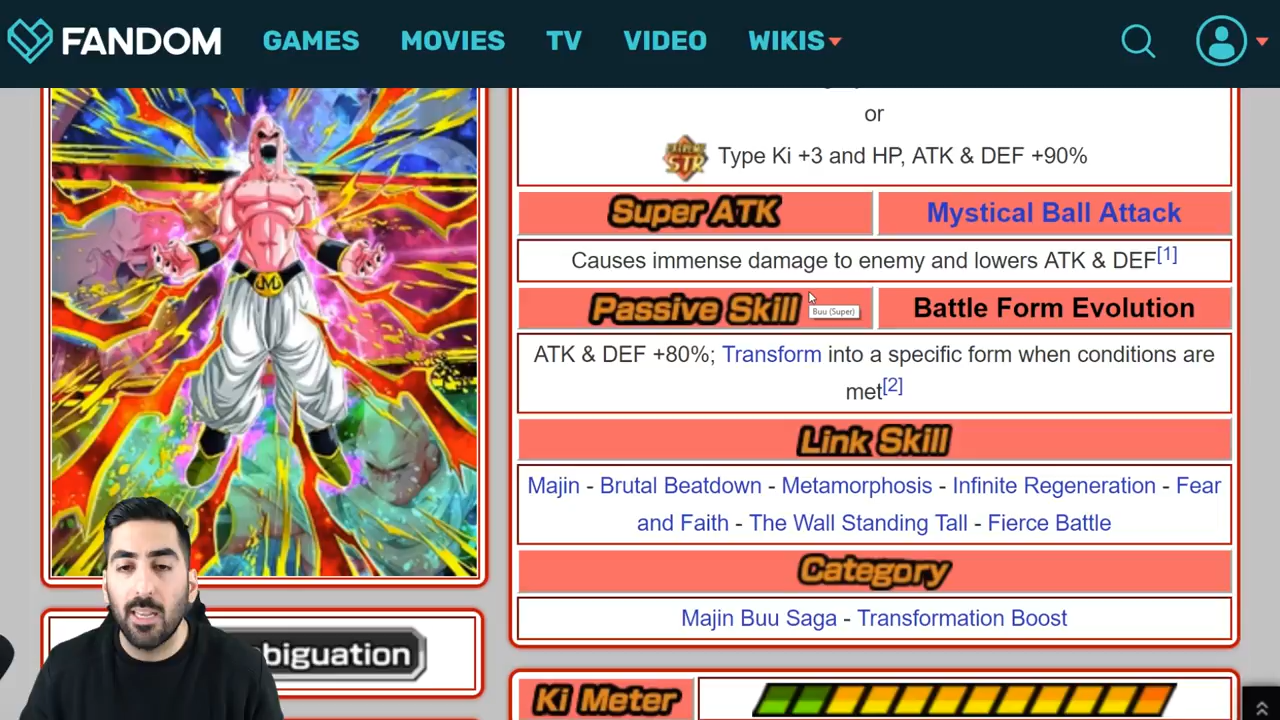 FANDOM GAMES MOVIES TV VIDEO WIKIS
or
EXTREME STR Type Ki +3 and HP, ATK & DEF +90%
Super ATK Mystical Ball Attack
Causes immense damage to enemy and lowers ATK & DEF[1]
Passive Skill Buu (Super) Battle Form Evolution
ATK & DEF +80%; Transform into a specific form when conditions are
met[2]
Link Skill
Majin - Brutal Beatdown - Metamorphosis - Infinite Regeneration - Fear
and Faith - The Wall Standing Tall - Fierce Battle
Category
Majin Buu Saga - Transformation Boost
biguation
Ki Meter